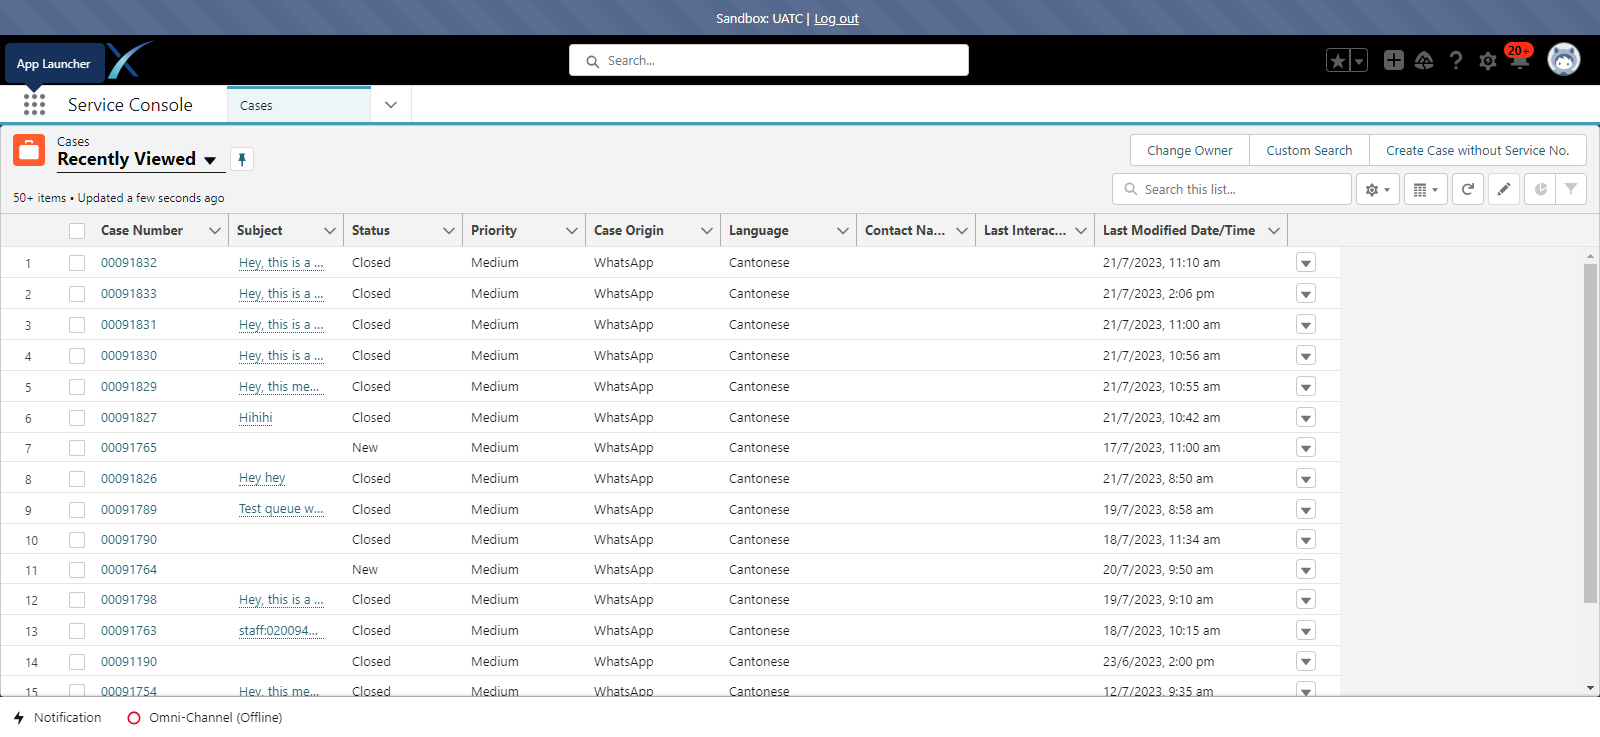 Sandbox: UATC | Log out
App Launcher
Search...
20+
Service Console
Cases
Cases
Recently Viewed
Change Owner
Custom Search
Create Case without Service No.
50+ items • Updated a few seconds ago
Search this list...
Case Number Subject Status Priority Case Origin Language Contact Na... Last Interac... Last Modified Date/Time
1 00091832 Hey, this is a ... Closed Medium WhatsApp Cantonese 21/7/2023, 11:10 am
2 00091833 Hey, this is a ... Closed Medium WhatsApp Cantonese 21/7/2023, 2:06 pm
3 00091831 Hey, this is a ... Closed Medium WhatsApp Cantonese 21/7/2023, 11:00 am
4 00091830 Hey, this is a ... Closed Medium WhatsApp Cantonese 21/7/2023, 10:56 am
5 00091829 Hey, this me... Closed Medium WhatsApp Cantonese 21/7/2023, 10:55 am
6 00091827 Hihihi Closed Medium WhatsApp Cantonese 21/7/2023, 10:42 am
7 00091765 New Medium WhatsApp Cantonese 17/7/2023, 11:00 am
8 00091826 Hey hey Closed Medium WhatsApp Cantonese 21/7/2023, 8:50 am
9 00091789 Test queue w... Closed Medium WhatsApp Cantonese 19/7/2023, 8:58 am
10 00091790 Closed Medium WhatsApp Cantonese 18/7/2023, 11:34 am
11 00091764 New Medium WhatsApp Cantonese 20/7/2023, 9:50 am
12 00091798 Hey, this is a ... Closed Medium WhatsApp Cantonese 19/7/2023, 9:10 am
13 00091763 staff:020094... Closed Medium WhatsApp Cantonese 18/7/2023, 10:15 am
14 00091190 Closed Medium WhatsApp Cantonese 23/6/2023, 2:00 pm
15 00091754 Hey, this me... Closed Medium WhatsApp Cantonese 12/7/2023, 9:35 am
Notification
Omni-Channel (Offline)